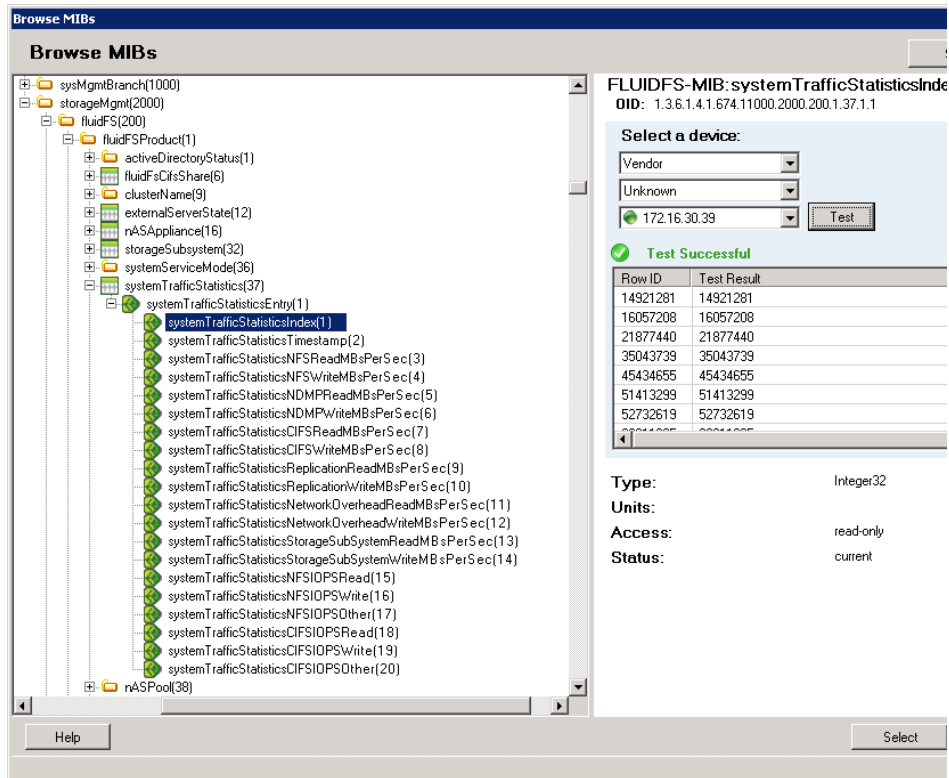 Browse MIBs
Browse MIBs
sysMgmtBranch(1000)
storageMgmt(2000)
fluidFS(200)
fluidFSProduct(1)
activeDirectoryStatus(1)
fluidFsCifsShare(6)
clusterName(9)
externalServerState(12)
nASAppliance(16)
storageSubsystem(32)
systemServiceMode(36)
systemTrafficStatistics(37)
systemTrafficStatisticsEntry(1)
systemTrafficStatisticsIndex(1)
systemTrafficStatisticsTimestamp(2)
systemTrafficStatisticsNFSReadMBsPerSec(3)
systemTrafficStatisticsNFSWriteMBsPerSec(4)
systemTrafficStatisticsNDMPReadMBsPerSec(5)
systemTrafficStatisticsNDMPWriteMBsPerSec(6)
systemTrafficStatisticsCIFSReadMBsPerSec(7)
systemTrafficStatisticsCIFSWriteMBsPerSec(8)
systemTrafficStatisticsReplicationReadMBsPerSec(9)
systemTrafficStatisticsReplicationWriteMBsPerSec(10)
systemTrafficStatisticsNetworkOverheadReadMBsPerSec(11)
systemTrafficStatisticsNetworkOverheadWriteMBsPerSec(12)
systemTrafficStatisticsStorageSubSystemReadMBsPerSec(13)
systemTrafficStatisticsStorageSubSystemWriteMBsPerSec(14)
systemTrafficStatisticsNFSIOPSRead(15)
systemTrafficStatisticsNFSIOPSWrite(16)
systemTrafficStatisticsNFSIOPSOther(17)
systemTrafficStatisticsCIFSIOPSRead(18)
systemTrafficStatisticsCIFSIOPSWrite(19)
systemTrafficStatisticsCIFSIOPSOther(20)
nASPool(38)
FLUIDFS-MIB:systemTrafficStatisticsInde
OID: 1.3.6.1.4.1.674.11000.2000.200.1.37.1.1
Select a device:
Vendor
Unknown
172.16.30.39 Test
Test Successful
Row ID Test Result
14921281 14921281
16057208 16057208
21877440 21877440
35043739 35043739
45434655 45434655
51413299 51413299
52732619 52732619
Type: Integer32
Units:
Access: read-only
Status: current
Help Select